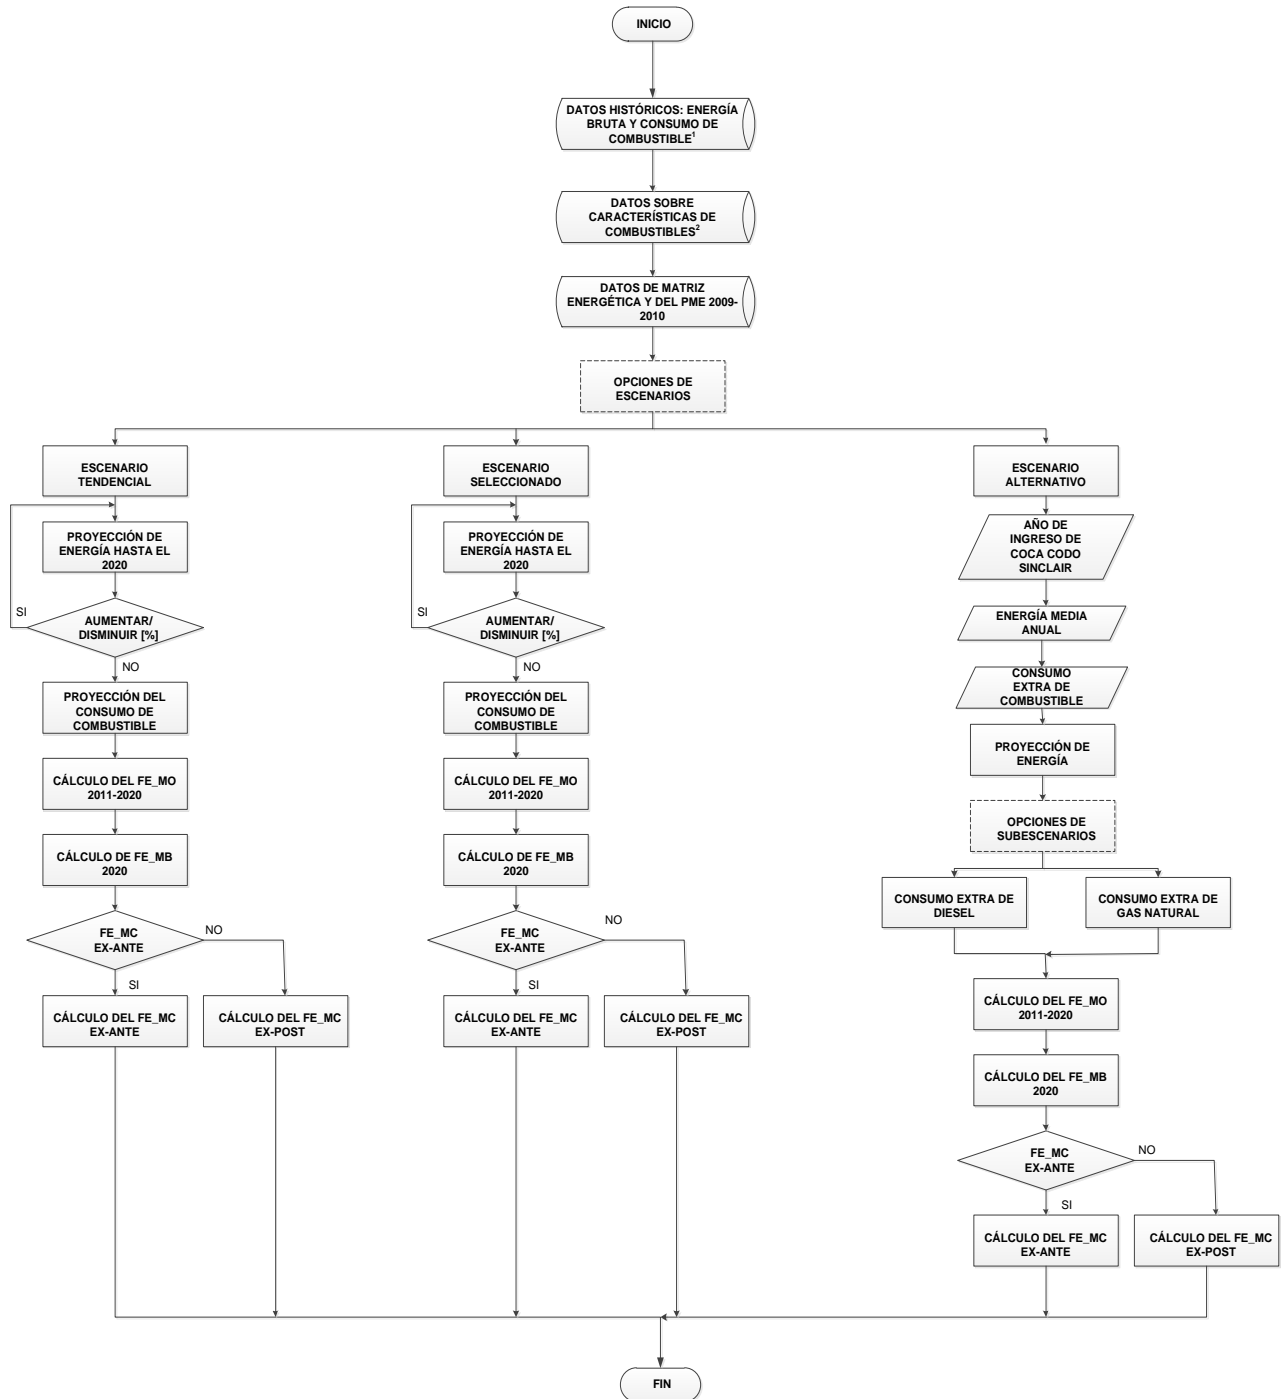 INICIO
DATOS HISTÓRICOS: ENERGÍA
BRUTA Y CONSUMO DE
COMBUSTIBLE¹
DATOS SOBRE
CARACTERÍSTICAS DE
COMBUSTIBLES²
DATOS DE MATRIZ
ENERGÉTICA Y DEL PME 2009-
2010
OPCIONES DE
ESCENARIOS
ESCENARIO
TENDENCIAL
PROYECCIÓN DE
ENERGÍA HASTA EL
2020
SI
AUMENTAR/
DISMINUIR [%]
NO
PROYECCIÓN DEL
CONSUMO DE
COMBUSTIBLE
CÁLCULO DEL FE_MO
2011-2020
CÁLCULO DE FE_MB
2020
FE_MC
EX-ANTE
NO
SI
CÁLCULO DEL FE_MC
EX-ANTE
CÁLCULO DEL FE_MC
EX-POST
ESCENARIO
SELECCIONADO
PROYECCIÓN DE
ENERGÍA HASTA EL
2020
SI
AUMENTAR/
DISMINUIR [%]
NO
PROYECCIÓN DEL
CONSUMO DE
COMBUSTIBLE
CÁLCULO DEL FE_MO
2011-2020
CÁLCULO DE FE_MB
2020
FE_MC
EX-ANTE
NO
SI
CÁLCULO DEL FE_MC
EX-ANTE
CÁLCULO DEL FE_MC
EX-POST
ESCENARIO
ALTERNATIVO
AÑO DE
INGRESO DE
COCA CODO
SINCLAIR
ENERGÍA MEDIA
ANUAL
CONSUMO
EXTRA DE
COMBUSTIBLE
PROYECCIÓN DE
ENERGÍA
OPCIONES DE
SUBESCENARIOS
CONSUMO EXTRA DE
DIESEL
CONSUMO EXTRA DE
GAS NATURAL
CÁLCULO DEL FE_MO
2011-2020
CÁLCULO DEL FE_MB
2020
FE_MC
EX-ANTE
NO
SI
CÁLCULO DEL FE_MC
EX-ANTE
CÁLCULO DEL FE_MC
EX-POST
FIN